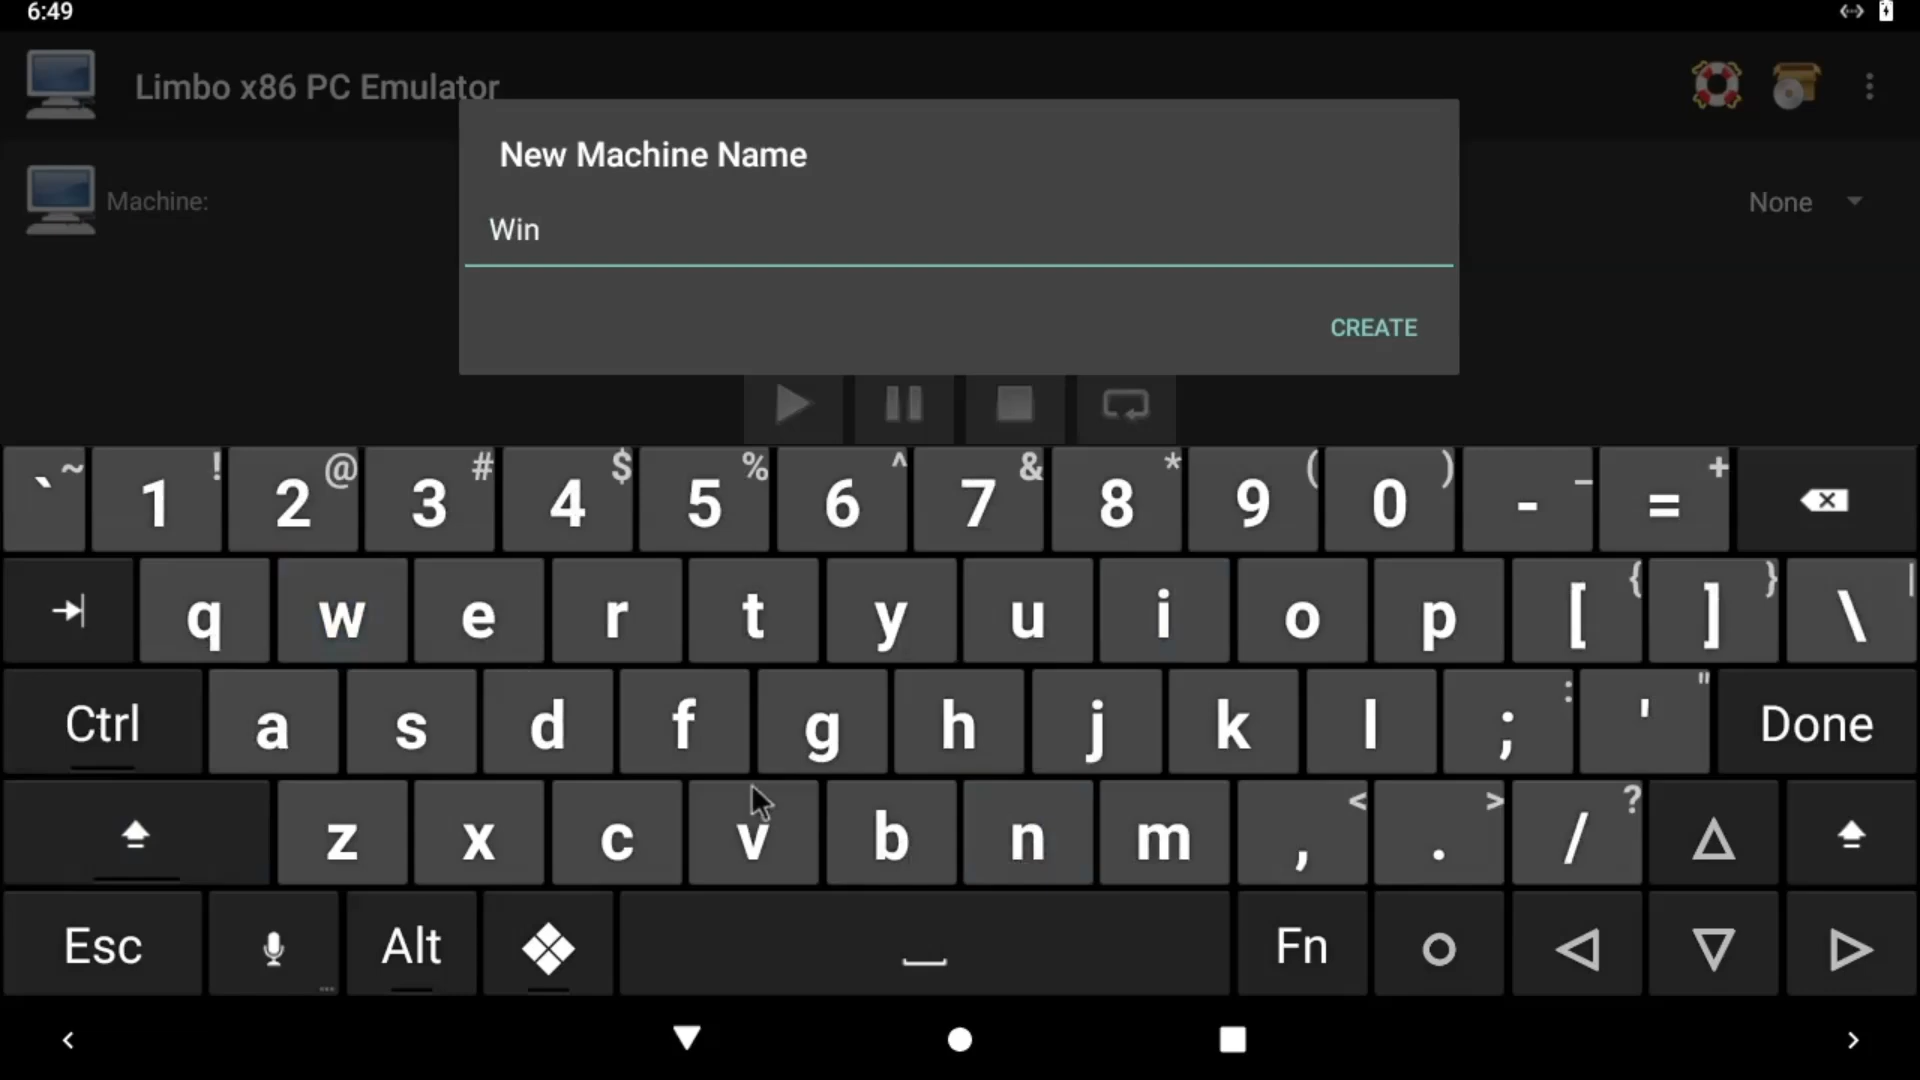 6:49
Limbo x86 PC Emulator
New Machine Name
Machine:
Win
None
CREATE
` ~ 1 ! 2 @ 3 # 4 $ 5 % 6 ^ 7 & 8 * 9 ( 0 ) - _ = +
q w e r t y u i o p [ { ] } \ |
Ctrl a s d f g h j k l ; : ' " Done
z x c v b n m , < . > / ?
Esc ... Alt Fn